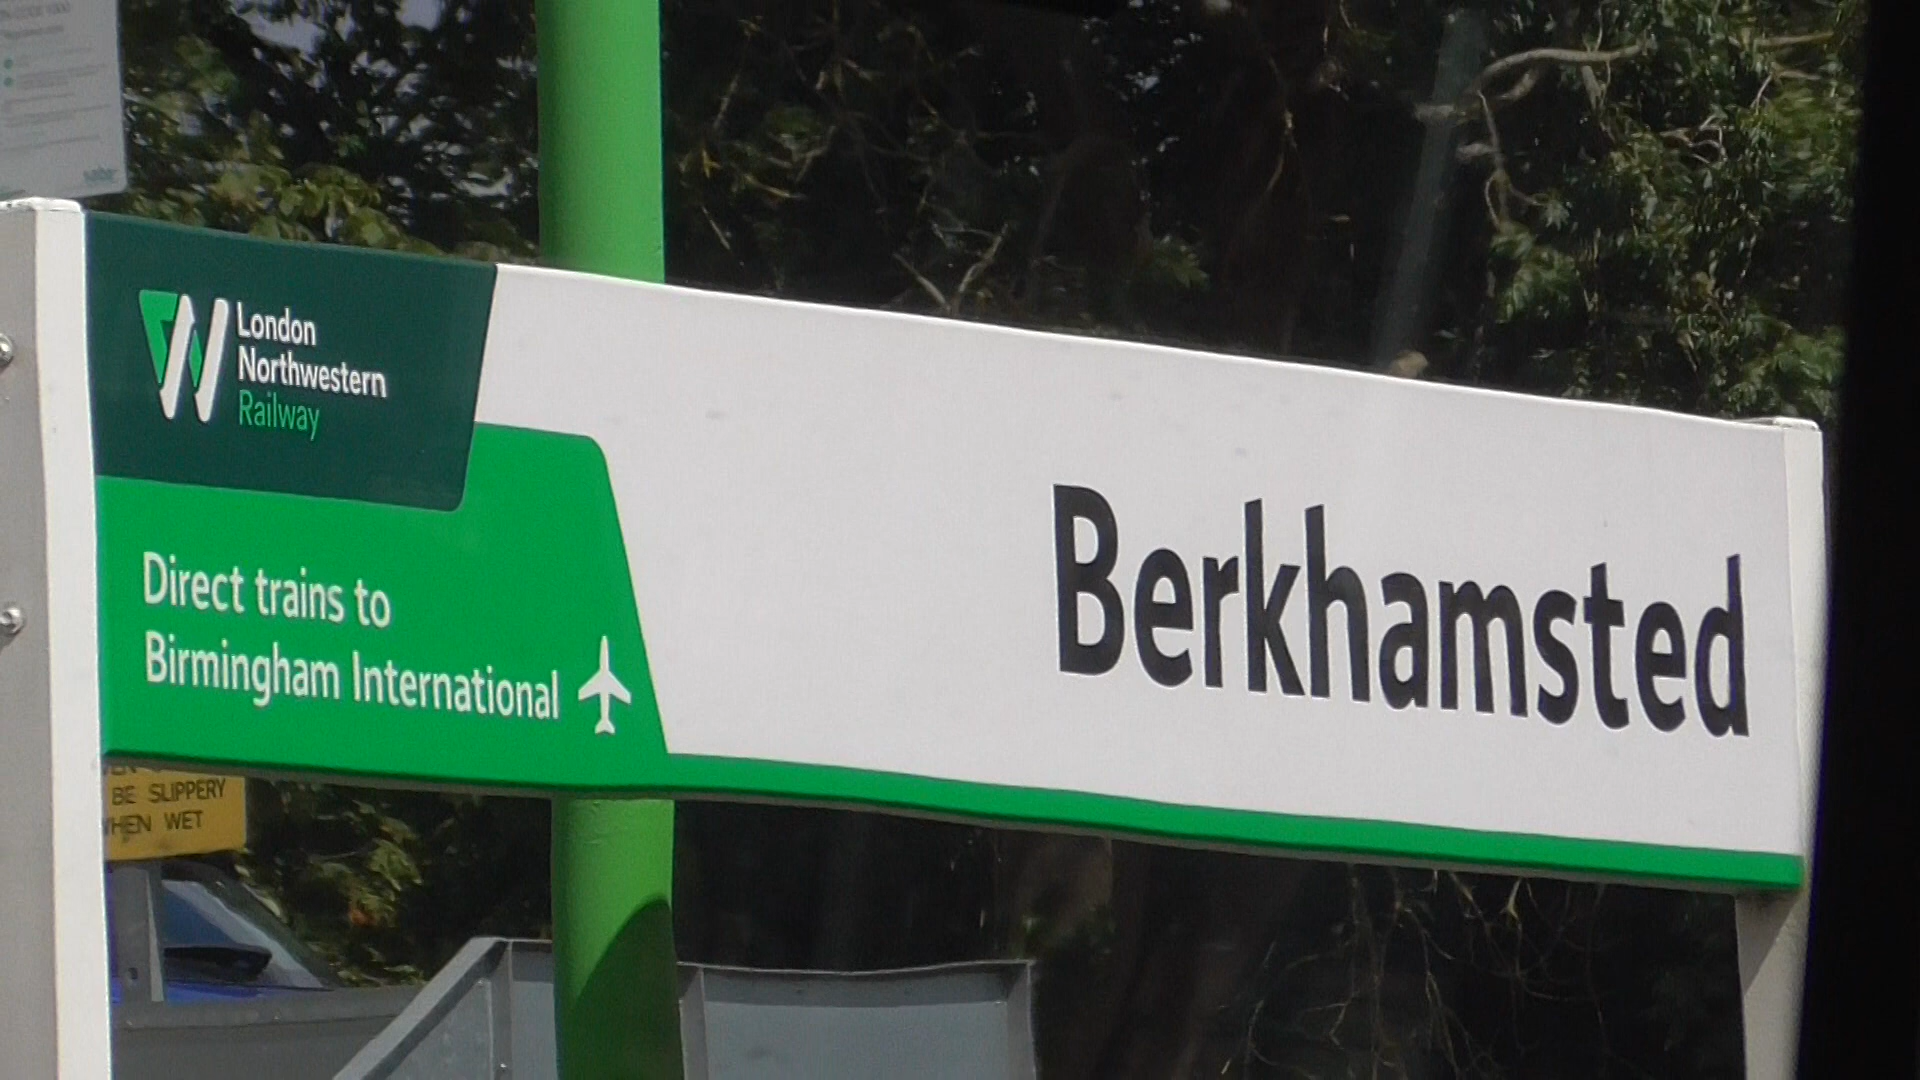 London
Northwestern
Railway
Direct trains to
Birmingham International
Berkhamsted
BE SLIPPERY
WHEN WET